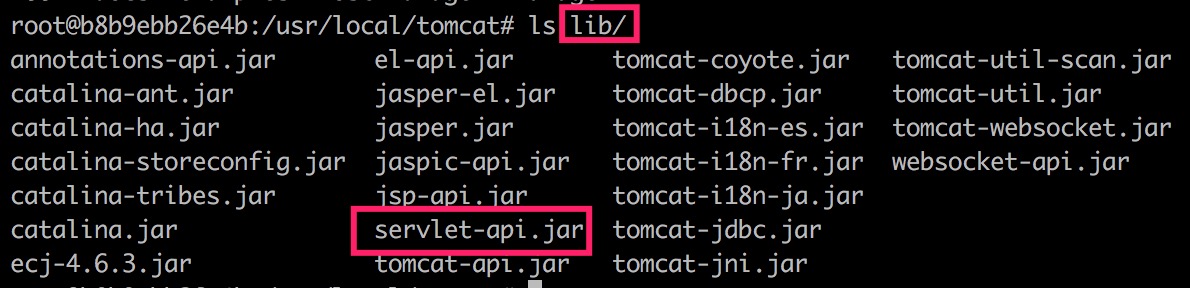 root@b8b9ebb26e4b:/usr/local/tomcat# ls lib/
annotations-api.jar el-api.jar tomcat-coyote.jar tomcat-util-scan.jar
catalina-ant.jar jasper-el.jar tomcat-dbcp.jar tomcat-util.jar
catalina-ha.jar jasper.jar tomcat-i18n-es.jar tomcat-websocket.jar
catalina-storeconfig.jar jaspic-api.jar tomcat-i18n-fr.jar websocket-api.jar
catalina-tribes.jar jsp-api.jar tomcat-i18n-ja.jar
catalina.jar servlet-api.jar tomcat-jdbc.jar
ecj-4.6.3.jar tomcat-api.jar tomcat-jni.jar